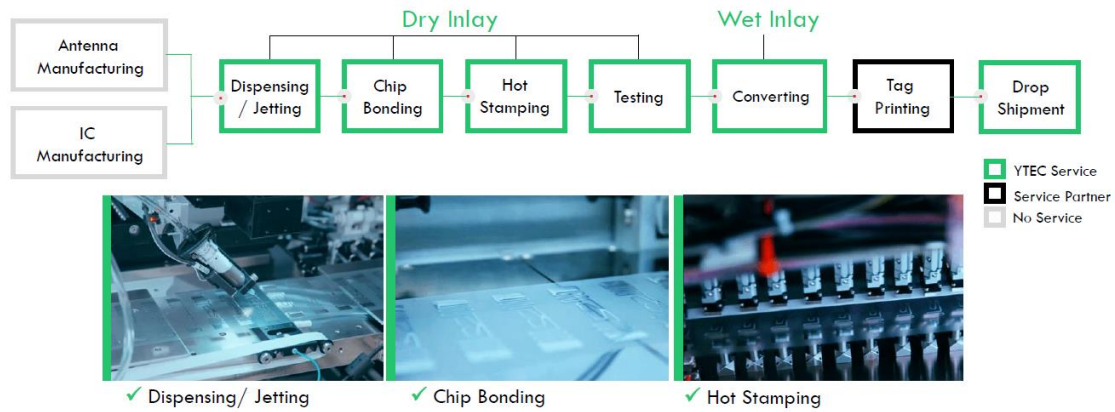 Dry Inlay
Wet Inlay
Antenna
Manufacturing
IC
Manufacturing
Dispensing
/ Jetting
Chip
Bonding
Hot
Stamping
Testing
Converting
Tag
Printing
Drop
Shipment
YTEC Service
Service Partner
No Service
✓ Dispensing/ Jetting
✓ Chip Bonding
✓ Hot Stamping